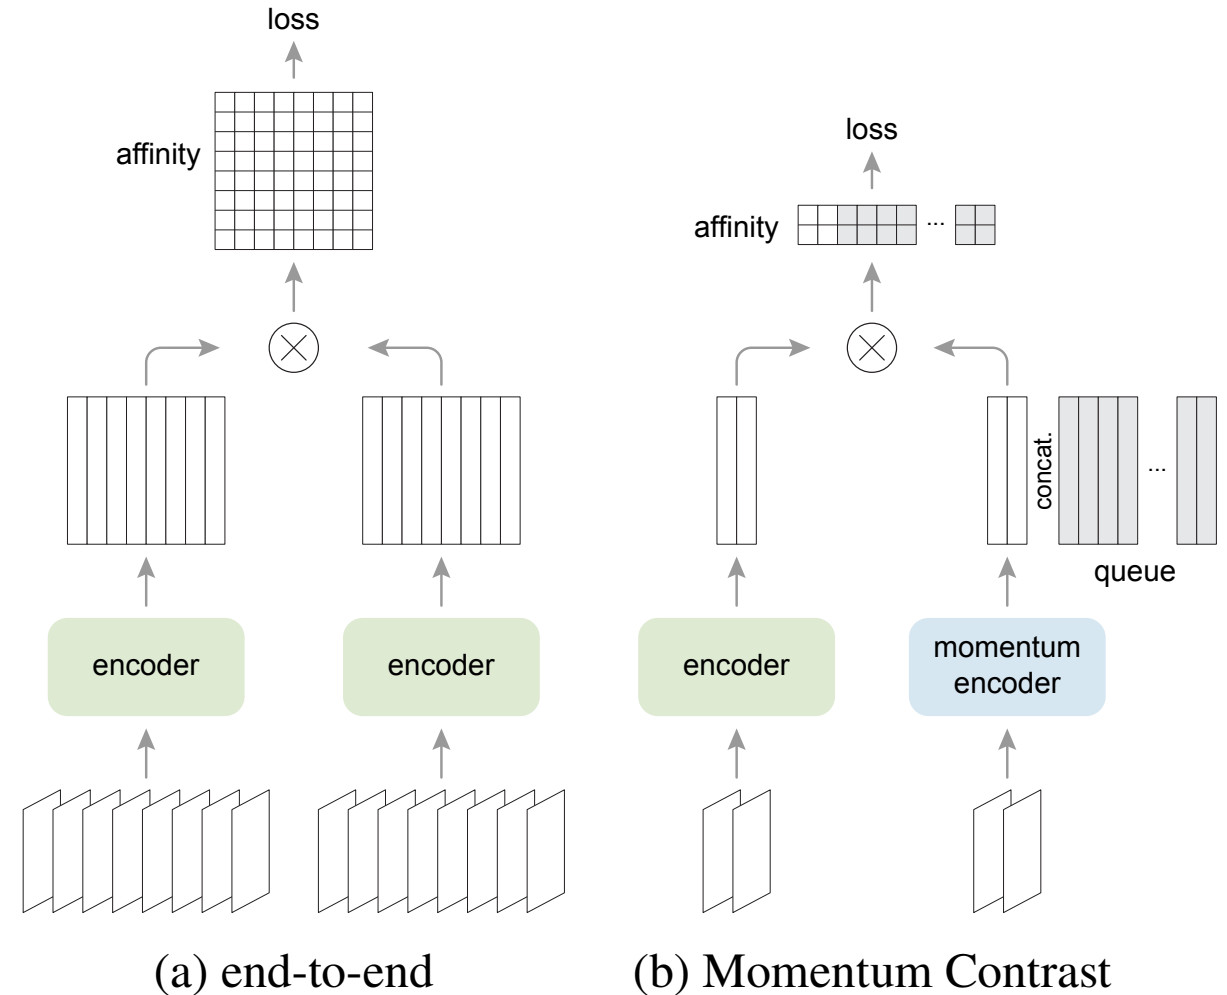 loss
affinity
encoder
encoder
(a) end-to-end
loss
affinity
...
concat.
...
queue
encoder
momentum
encoder
(b) Momentum Contrast